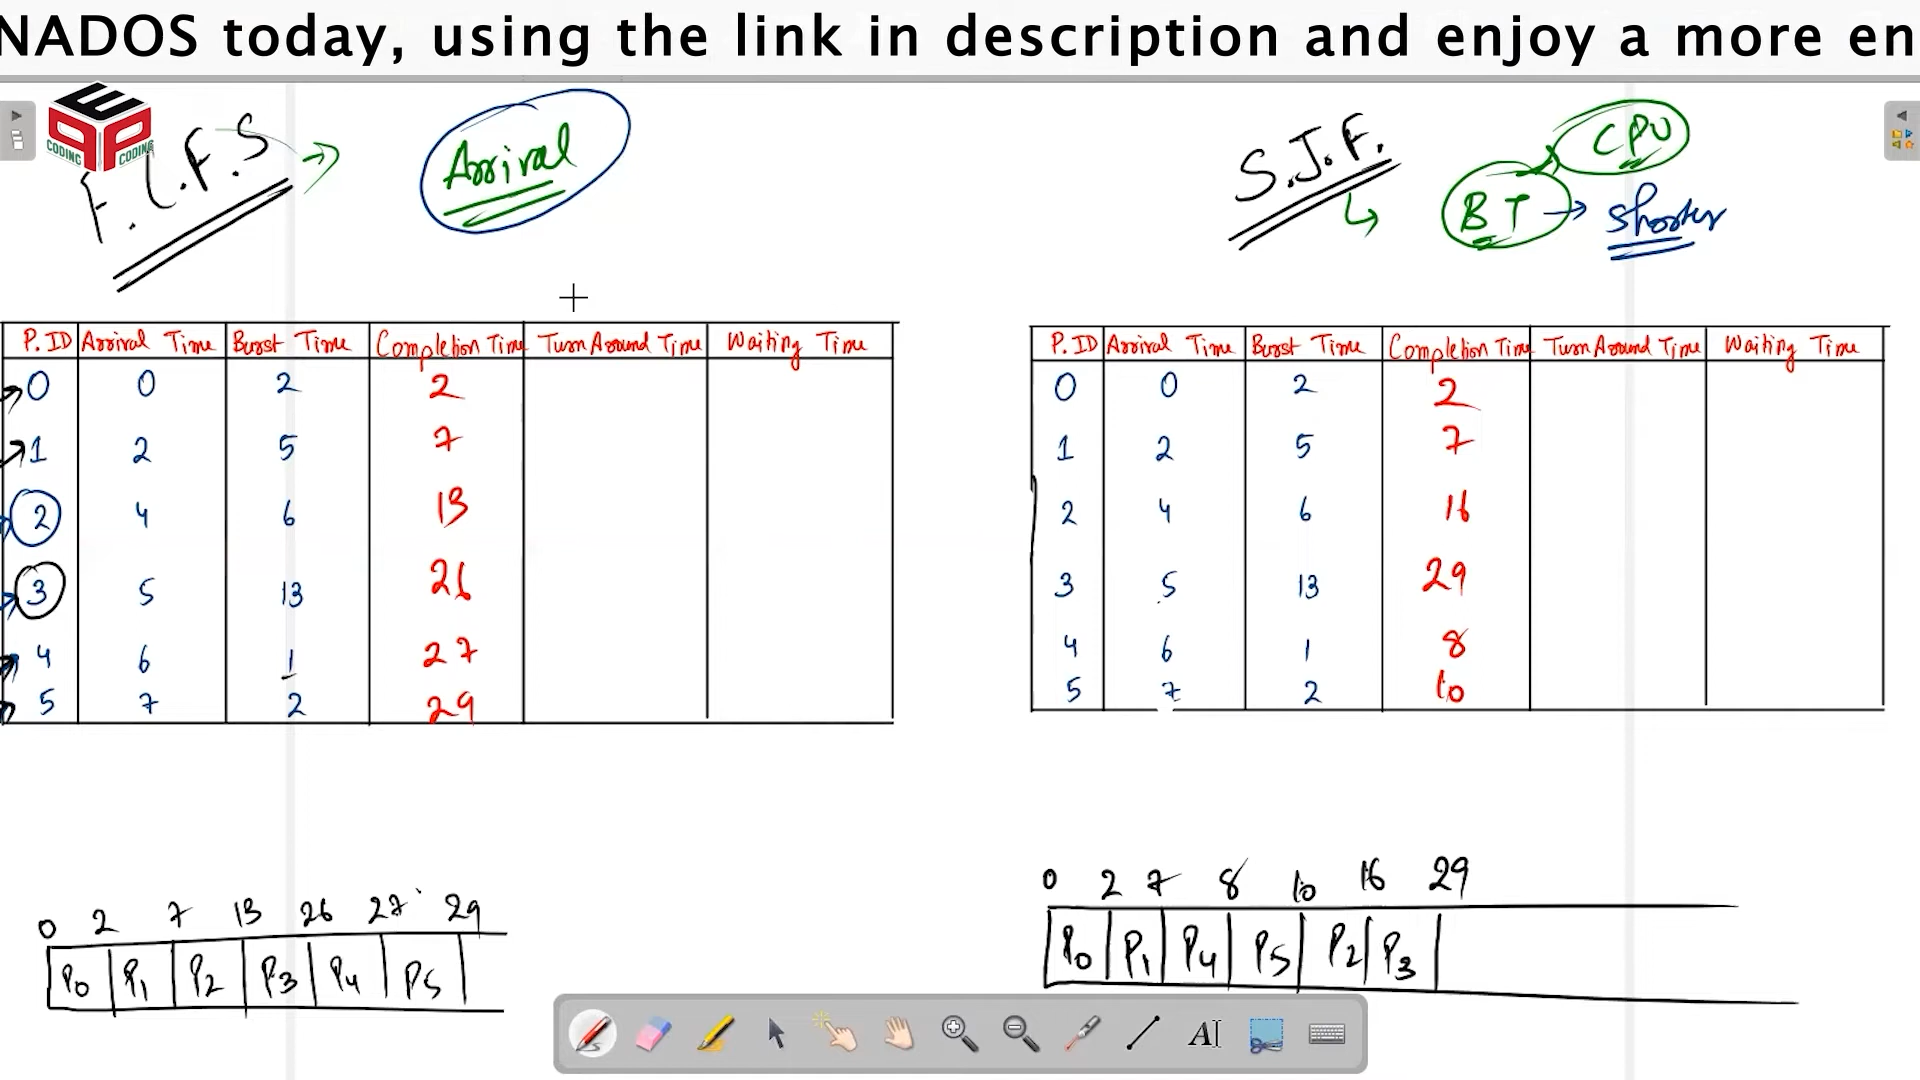 NADOS today, using the link in description and enjoy a more en
PEP
CODING CODING
F.C.F.S → Arrival
S.J.F. BT → Shorter
CPU
P.ID Arrival Time Burst Time Completion Time Turn Around Time Waiting Time
0 0 2 2
1 2 5 7
2 4 6 13
3 5 13 26
4 6 1 27
5 7 2 29
P.ID Arrival Time Burst Time Completion Time Turn Around Time Waiting Time
0 0 2 2
1 2 5 7
2 4 6 16
3 5 13 29
4 6 1 8
5 7 2 10
0 2 7 13 26 27 29
P0 P1 P2 P3 P4 P5
0 2 7 8 10 16 29
P0 P1 P4 P5 P2 P3
AI